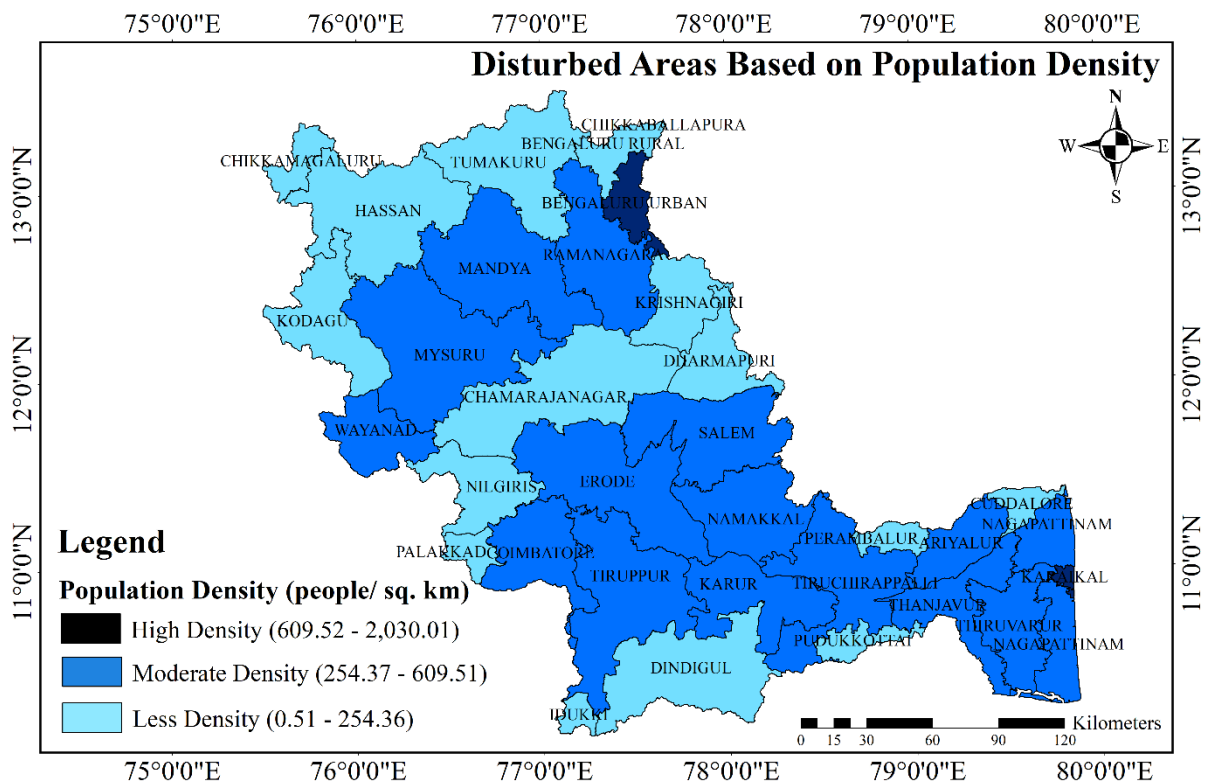 75°0'0"E 76°0'0"E 77°0'0"E 78°0'0"E 79°0'0"E 80°0'0"E
Disturbed Areas Based on Population Density
N
W E
S
13°0'0"N
12°0'0"N
11°0'0"N
13°0'0"N
12°0'0"N
11°0'0"N
CHIKKABALLAPURA
BENGALURU RURAL
CHIKKAMAGALURU
TUMAKURU
HASSAN
BENGALURU URBAN
RAMANAGARA
MANDYA
KRISHNAGIRI
KODAGU
MYSURU
DHARMAPURI
CHAMARAJANAGAR
WAYANAD
SALEM
NILGIRIS
ERODE
CUDDALORE
NAMAKKAL
NAGAPATTINAM
PERAMBALURA
ARIYALUR
PALAKKAD
COIMBATORE
TIRUPPUR
KARUR
TIRUCHIRAPPALLI
KARAIKAL
THANJAVUR
THIRUVARUR
PUDUKKOTTAI
NAGAPATTINAM
DINDIGUL
IDUKKI
Legend
Population Density (people/ sq. km)
High Density (609.52 - 2,030.01)
Moderate Density (254.37 - 609.51)
Less Density (0.51 - 254.36)
Kilometers
0 15 30 60 90 120
75°0'0"E 76°0'0"E 77°0'0"E 78°0'0"E 79°0'0"E 80°0'0"E